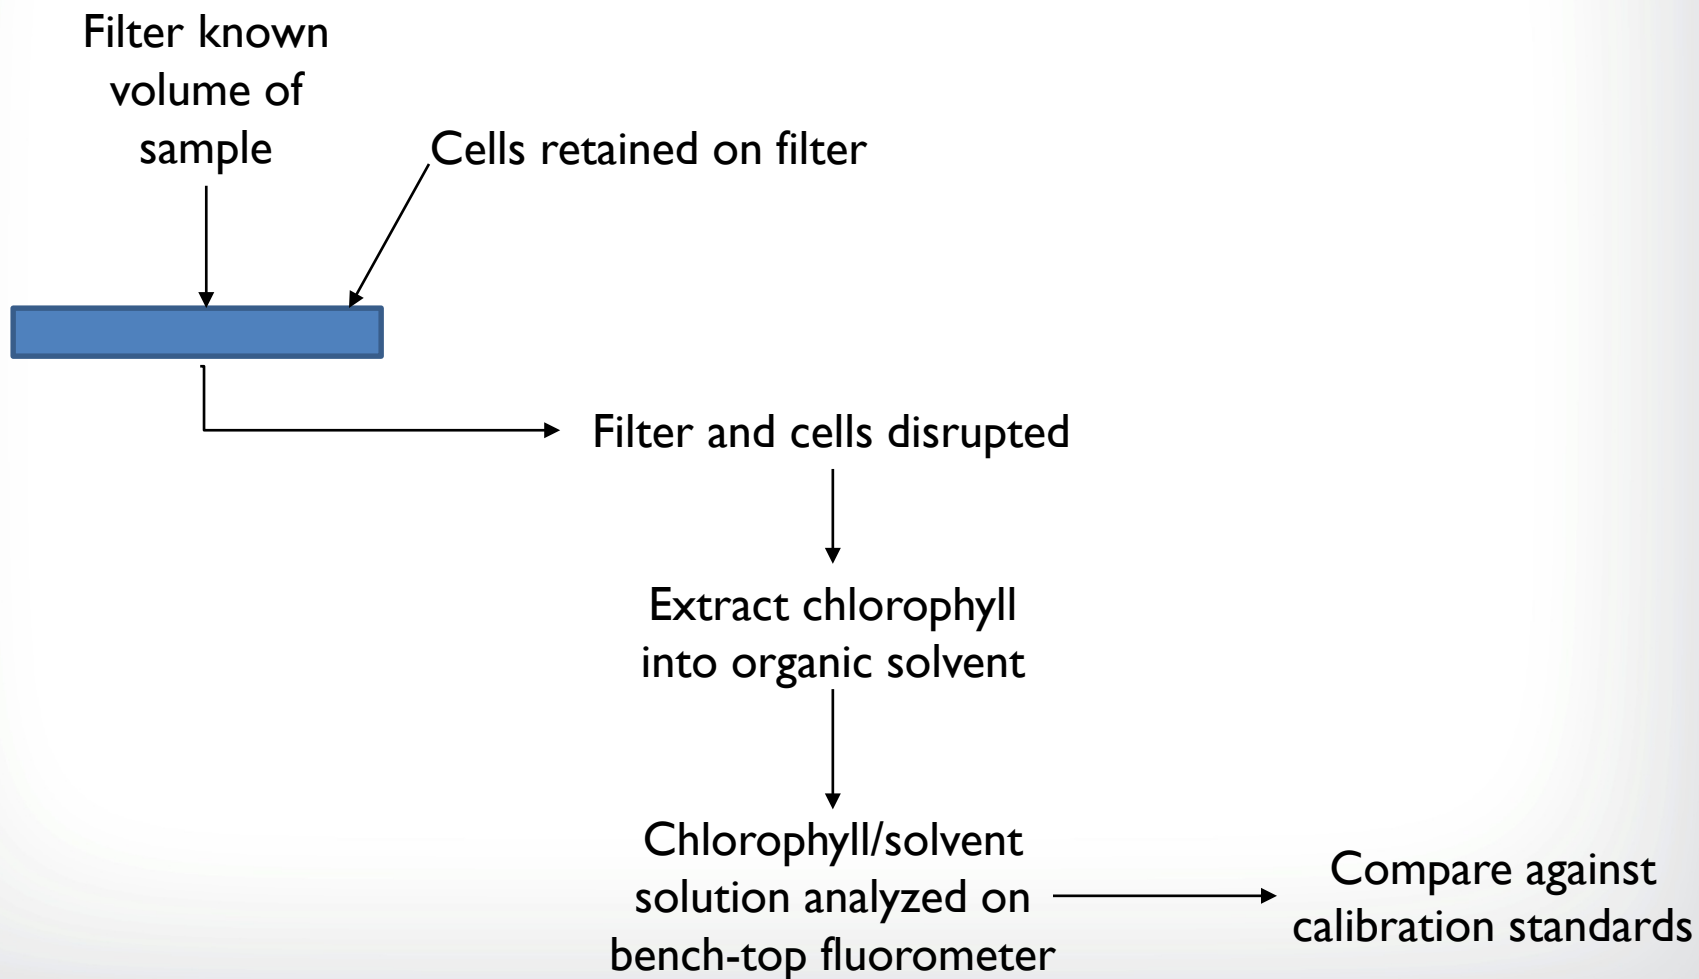 Filter known
volume of
sample
Cells retained on filter
Filter and cells disrupted
Extract chlorophyll
into organic solvent
Chlorophyll/solvent
solution analyzed on
bench-top fluorometer
Compare against
calibration standards